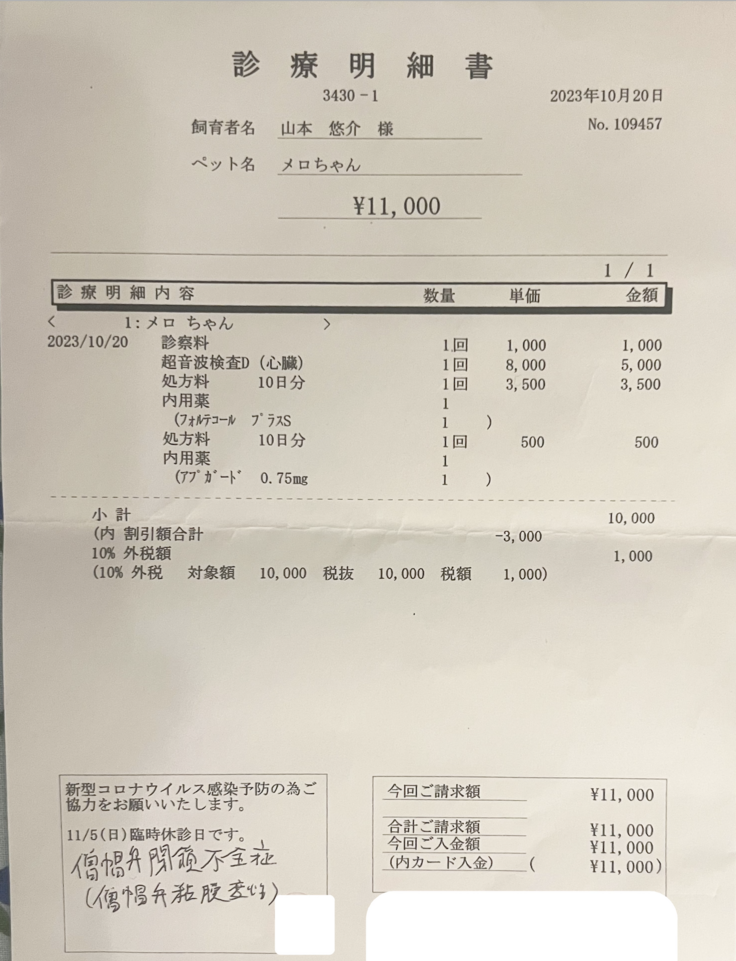 診療明細書
3430-1
2023年10月20日
飼育者名 山本 悠介 様
No.109457
ペット名 メロちゃん
¥11,000
1 / 1
診療明細内容 数量 単価 金額
< 1:メロ ちゃん >
2023/10/20 診察料 1回 1,000 1,000
超音波検査D (心臓) 1回 8,000 5,000
処方料 10日分 1回 3,500 3,500
内用薬 1
(フォルテコール プラスS 1 )
処方料 10日分 1回 500 500
内用薬 1
(アプガード 0.75mg 1 )
小 計 10,000
(内 割引額合計 -3,000
10% 外税額 1,000
(10% 外税 対象額 10,000 税抜 10,000 税額 1,000)
新型コロナウイルス感染予防の為ご
協力をお願いいたします。
11/5(日)臨時休診日です。
僧帽弁閉鎖不全症
(僧帽弁粘液変性)
今回ご請求額 ¥11,000
合計ご請求額 ¥11,000
今回ご入金額 ¥11,000
(内カード入金) ( ¥11,000)